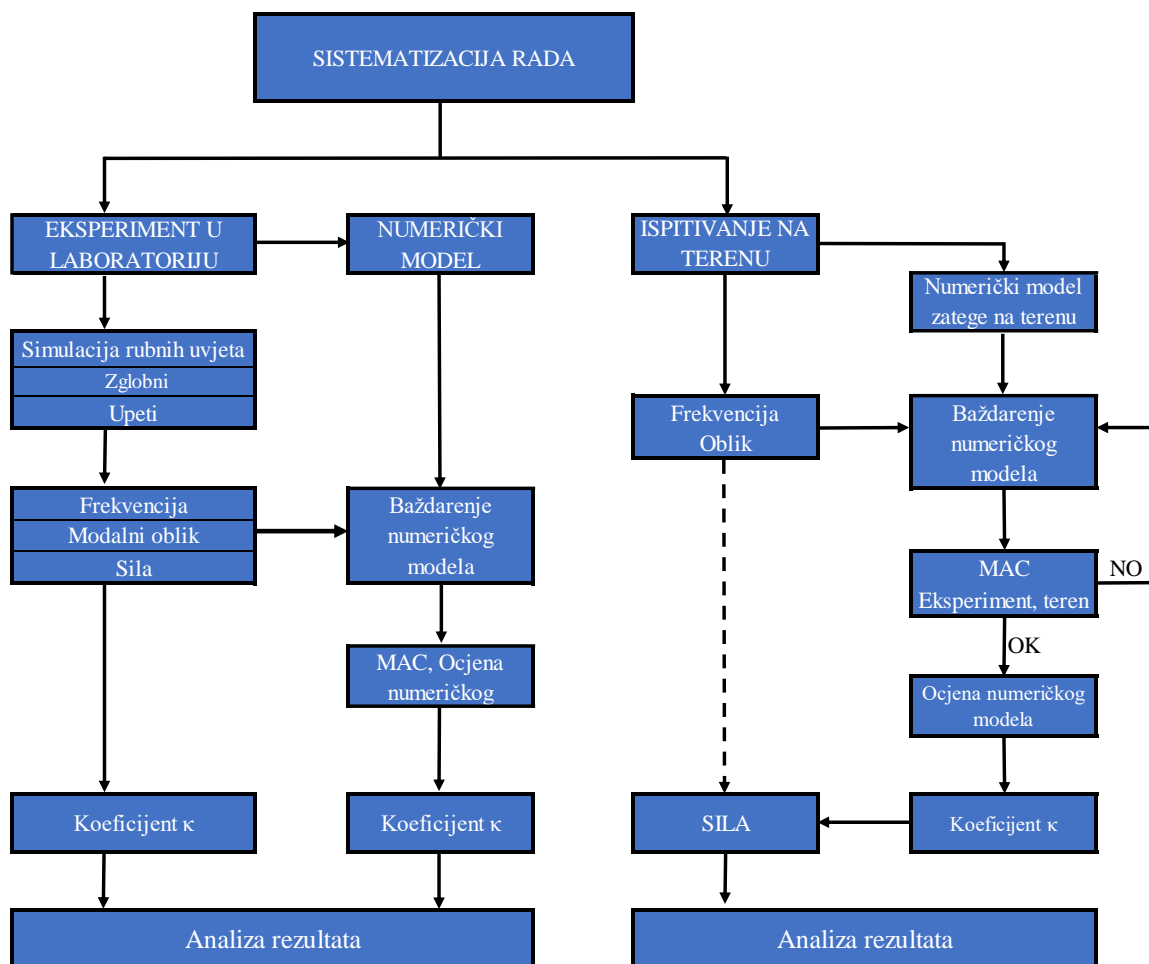 SISTEMATIZACIJA RADA
EKSPERIMENT U
LABORATORIJU
NUMERIČKI
MODEL
ISPITIVANJE NA
TERENU
Numerički model
zatege na terenu
Simulacija rubnih uvjeta
Zglobni
Upeti
Frekvencija
Oblik
Baždarenje
numeričkog
modela
Frekvencija
Modalni oblik
Sila
Baždarenje
numeričkog
modela
MAC
Eksperiment, teren
NO
OK
MAC, Ocjena
numeričkog
Ocjena numeričkog
modela
Koeficijent κ
Koeficijent κ
SILA
Koeficijent κ
Analiza rezultata
Analiza rezultata